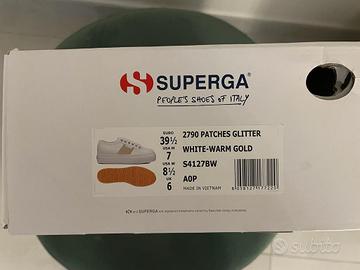 SUPERGA®
PEOPLE'S SHOES OF ITALY
EURO
39½
USA M
7
USA W
8½
UK
6
2790 PATCHES GLITTER
WHITE-WARM GOLD
S4127BW
A0P
MADE IN VIETNAM
subito